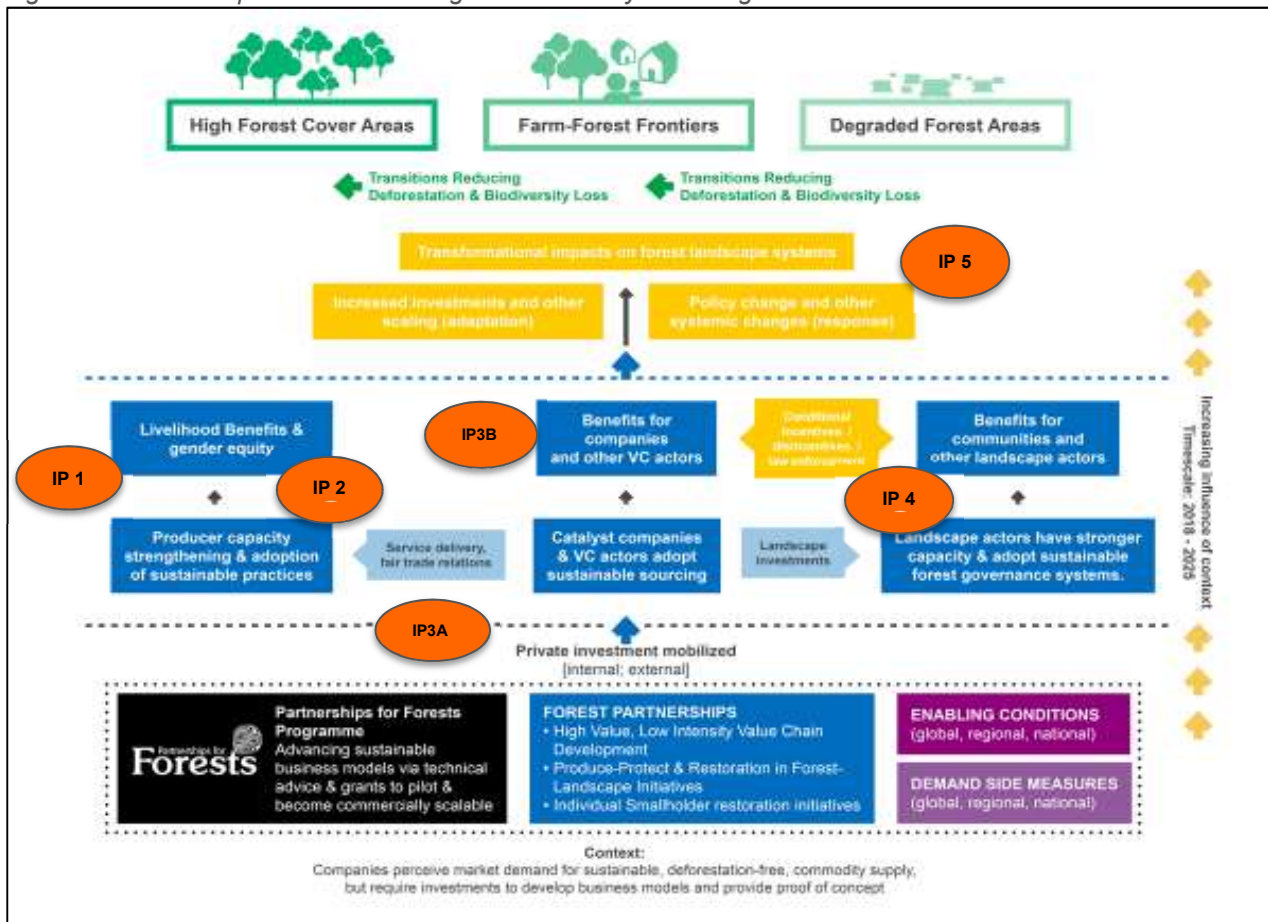 High Forest Cover Areas
Farm-Forest Frontiers
Degraded Forest Areas
Transitions Reducing
Deforestation & Biodiversity Loss
Transitions Reducing
Deforestation & Biodiversity Loss
Transformational impacts on forest landscape systems
IP 5
Increased investments and other
scaling (adaptation)
Policy change and other
systemic changes (response)
Livelihood Benefits &
gender equity
IP3B
Benefits for
companies
and other VC actors
Conditional
incentives /
disincentives /
law enforcement
Benefits for
communities and
other landscape actors
IP 1
IP 2
IP 4
Producer capacity
strengthening & adoption
of sustainable practices
Service delivery,
fair trade relations
Catalyst companies
& VC actors adopt
sustainable sourcing
Landscape
investments
Landscape actors have stronger
capacity & adopt sustainable
forest governance systems.
Increasing influence of context
Timescale: 2018 - 2025
IP3A
Private investment mobilized
[internal; external]
Partnerships for
Forests
Partnerships for Forests
Programme
Advancing sustainable
business models via technical
advice & grants to pilot &
become commercially scalable
FOREST PARTNERSHIPS
• High Value, Low Intensity Value Chain
Development
• Produce-Protect & Restoration in Forest-
Landscape Initiatives
• Individual Smallholder restoration initiatives
ENABLING CONDITIONS
(global, regional, national)
DEMAND SIDE MEASURES
(global, regional, national)
Context:
Companies perceive market demand for sustainable, deforestation-free, commodity supply,
but require investments to develop business models and provide proof of concept